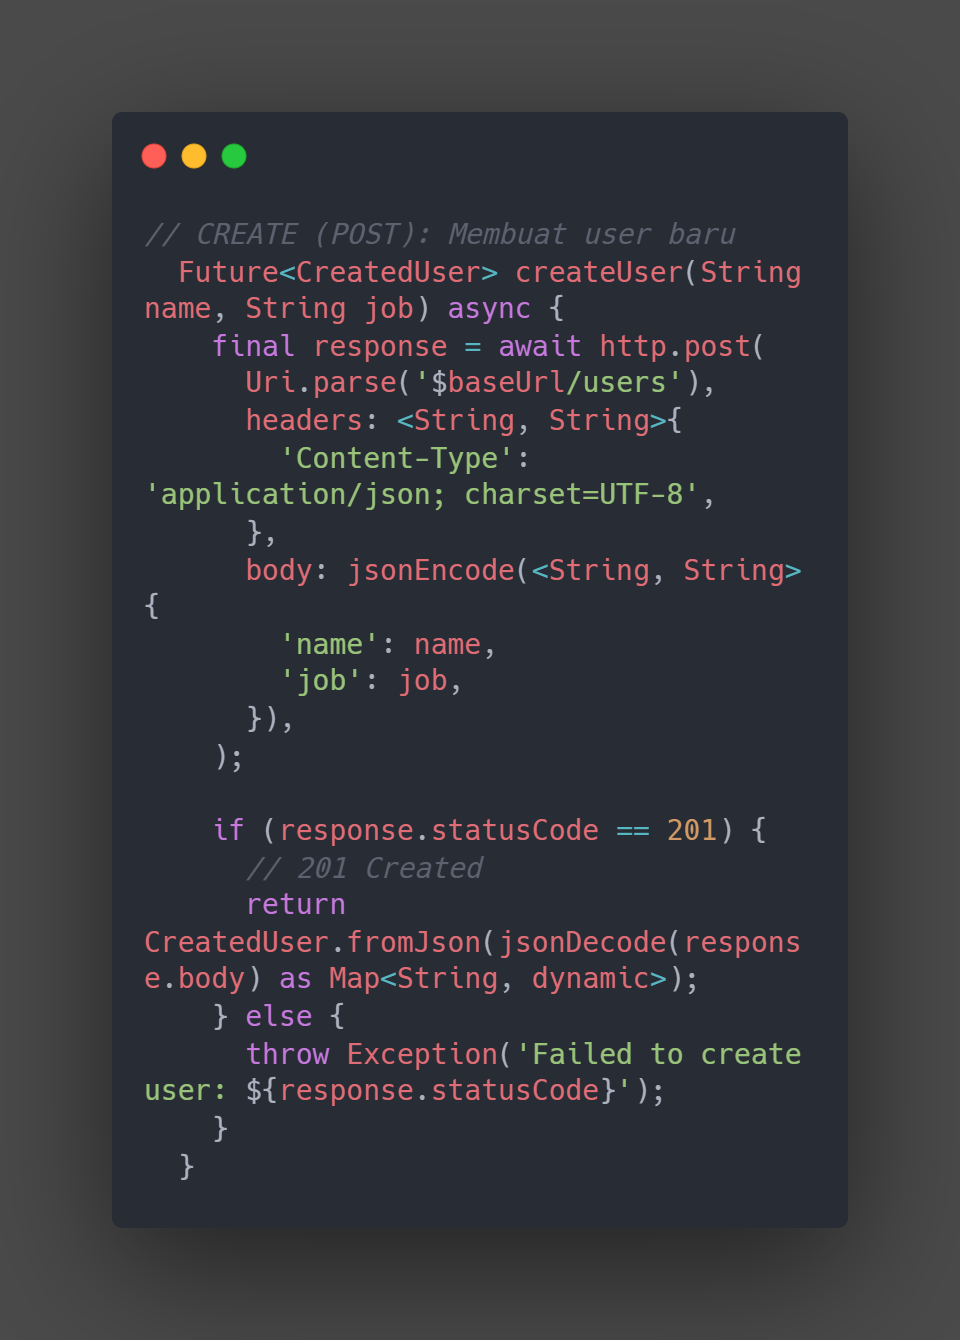 // CREATE (POST): Membuat user baru
  Future<CreatedUser> createUser(String
name, String job) async {
    final response = await http.post(
      Uri.parse('$baseUrl/users'),
      headers: <String, String>{
        'Content-Type':
'application/json; charset=UTF-8',
      },
      body: jsonEncode(<String, String>
{
        'name': name,
        'job': job,
      }),
    );

    if (response.statusCode == 201) {
      // 201 Created
      return
CreatedUser.fromJson(jsonDecode(respons
e.body) as Map<String, dynamic>);
    } else {
      throw Exception('Failed to create
user: ${response.statusCode}');
    }
  }